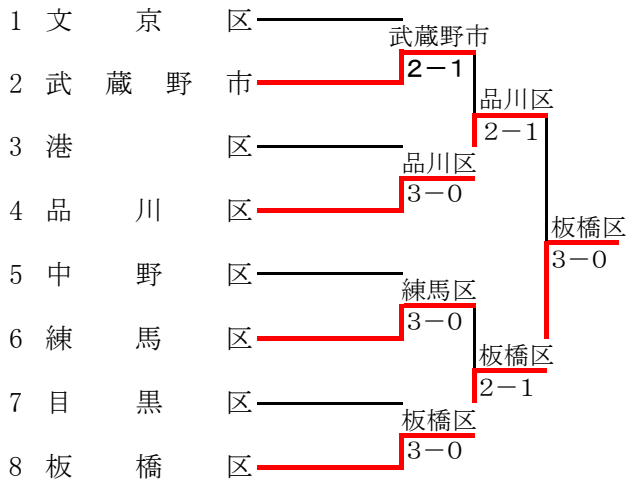 1 文京区
武蔵野市
2-1
2 武蔵野市
品川区
2-1
3 港区
品川区
3-0
4 品川区
板橋区
3-0
5 中野区
練馬区
3-0
6 練馬区
板橋区
2-1
7 目黒区
板橋区
3-0
8 板橋区